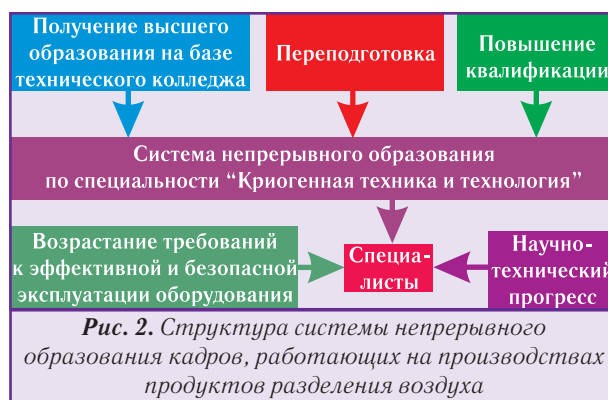 Получение высшего
образования на базе
технического колледжа
Переподготовка
Повышение
квалификации
Система непрерывного образования
по специальности “Криогенная техника и технология”
Возрастание требований
к эффективной и безопасной
эксплуатации оборудования
Специа-
листы
Научно-
технический
прогресс
Рис. 2. Структура системы непрерывного
образования кадров, работающих на производствах
продуктов разделения воздуха